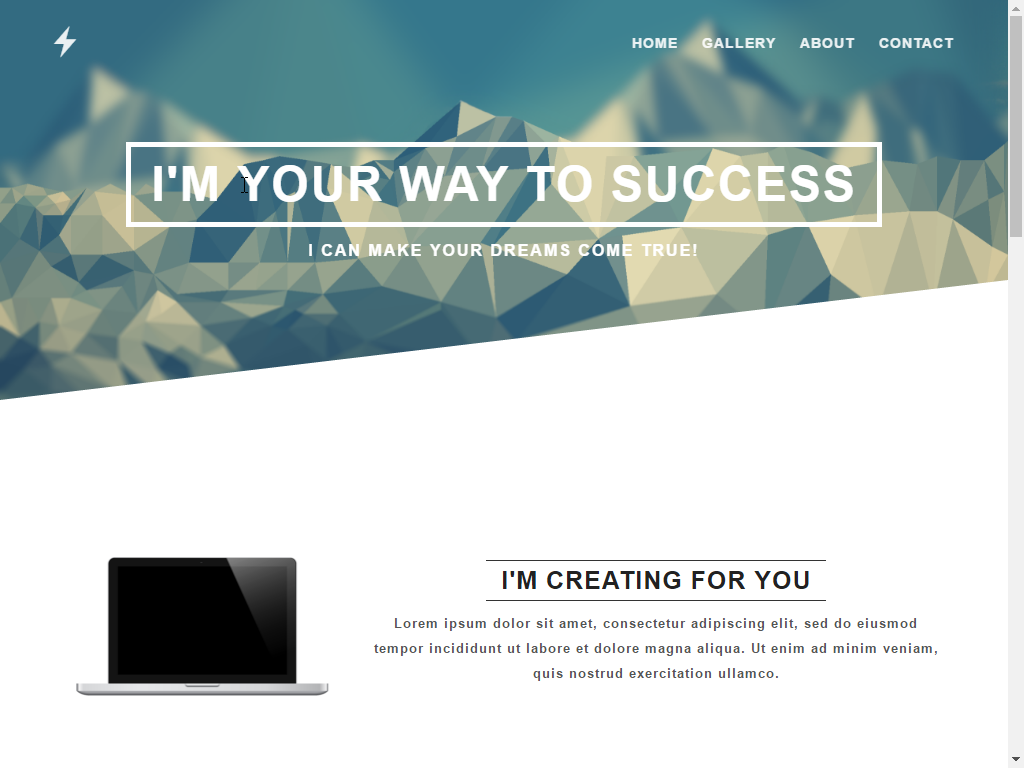 HOME GALLERY ABOUT CONTACT
I'M YOUR WAY TO SUCCESS
I CAN MAKE YOUR DREAMS COME TRUE!
I'M CREATING FOR YOU
Lorem ipsum dolor sit amet, consectetur adipiscing elit, sed do eiusmod
tempor incididunt ut labore et dolore magna aliqua. Ut enim ad minim veniam,
quis nostrud exercitation ullamco.